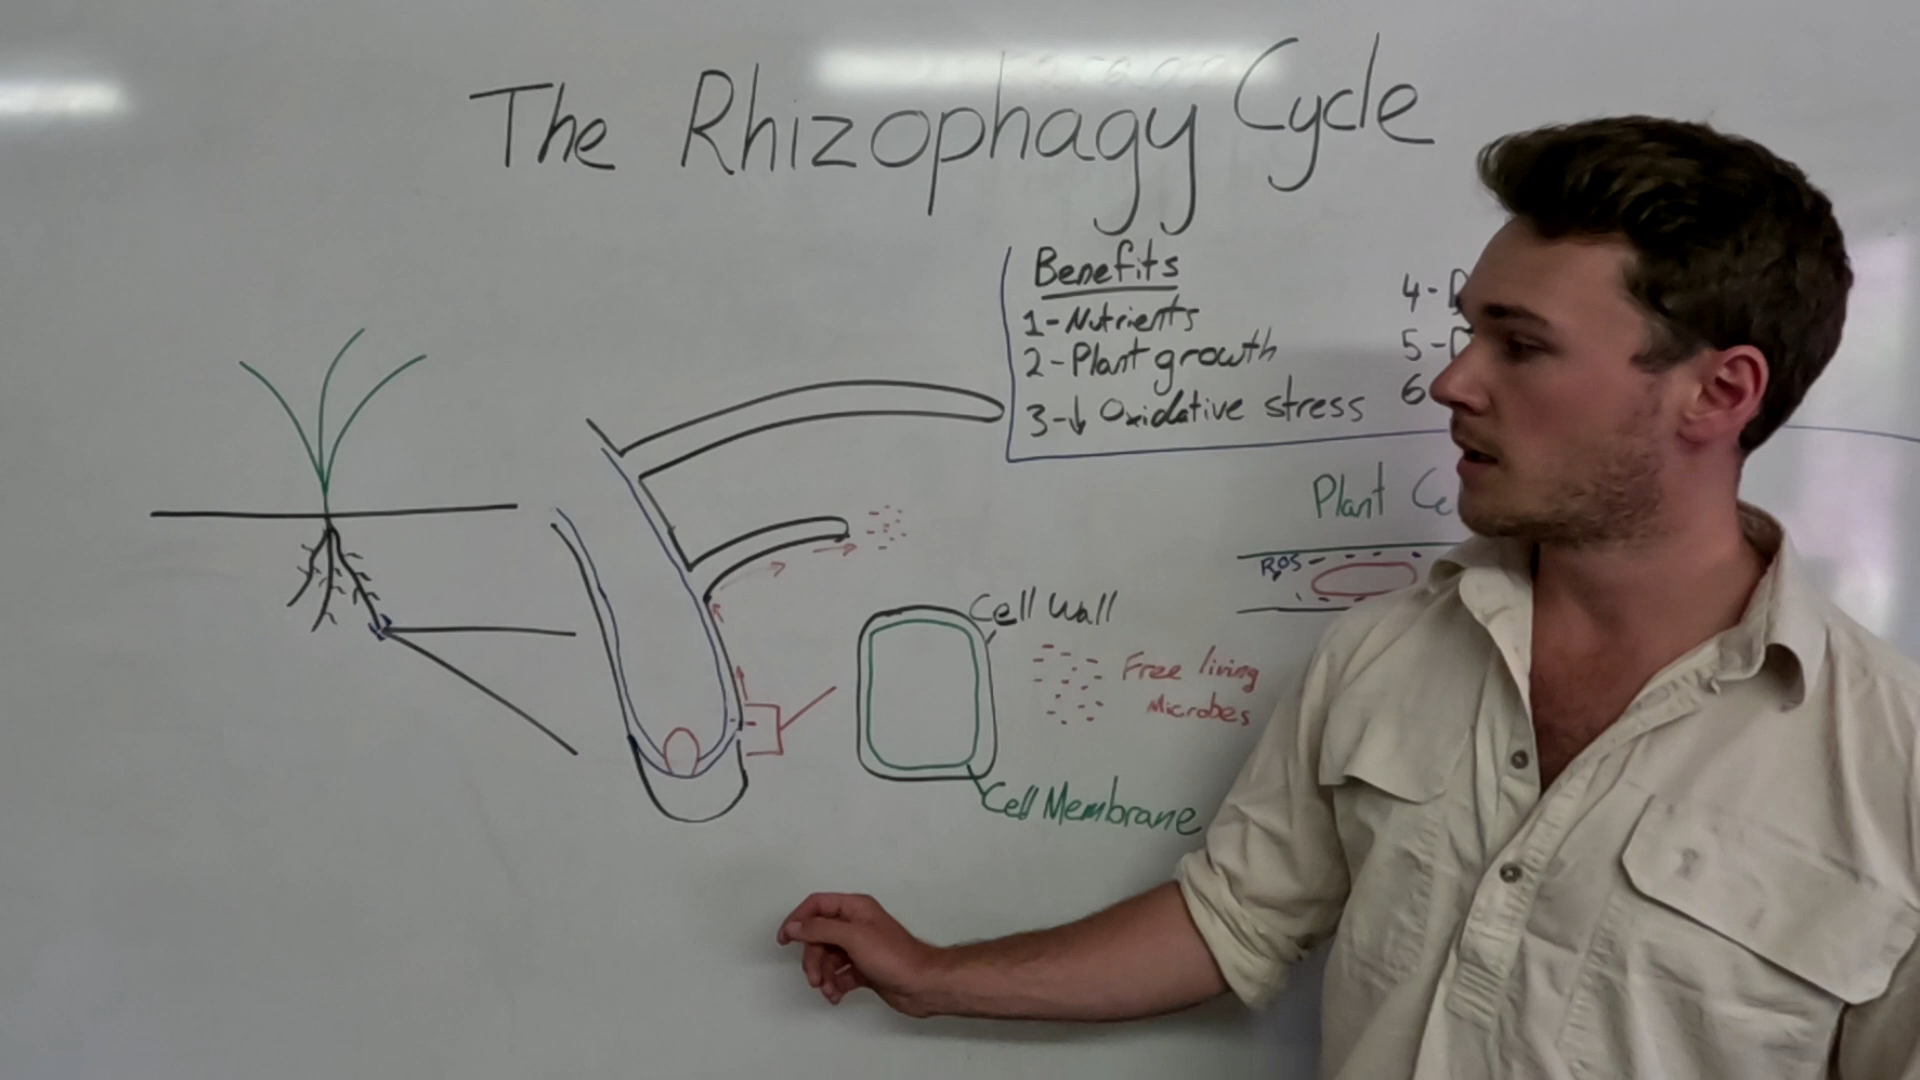 The Rhizophagy Cycle
Benefits
1-Nutrients
2-Plant growth
3-↓ Oxidative stress
4-
5-
6
Plant
ROS
Cell Wall
Free living
Microbes
Cell Membrane